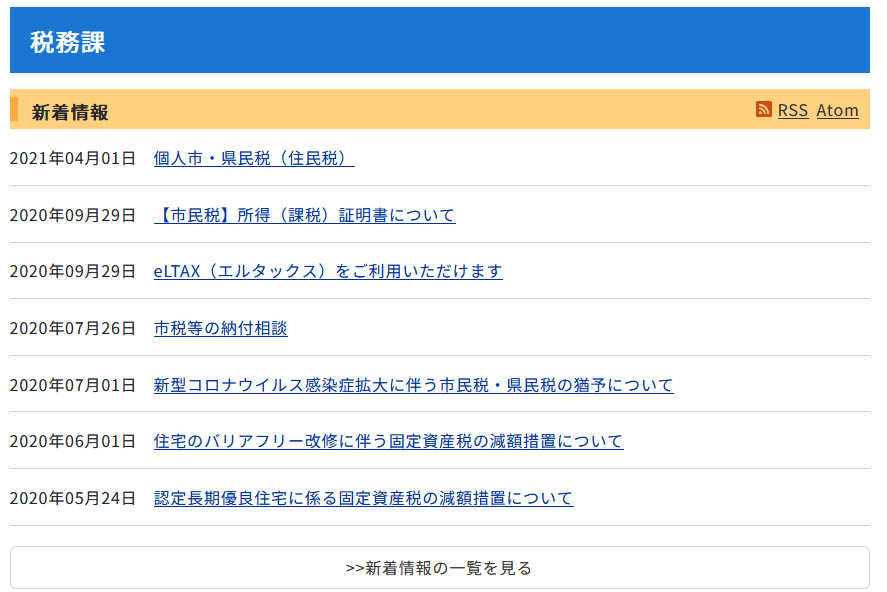 税務課
新着情報 RSS Atom
2021年04月01日 個人市・県民税（住民税）
2020年09月29日 【市民税】所得（課税）証明書について
2020年09月29日 eLTAX（エルタックス）をご利用いただけます
2020年07月26日 市税等の納付相談
2020年07月01日 新型コロナウイルス感染症拡大に伴う市民税・県民税の猶予について
2020年06月01日 住宅のバリアフリー改修に伴う固定資産税の減額措置について
2020年05月24日 認定長期優良住宅に係る固定資産税の減額措置について
>>新着情報の一覧を見る